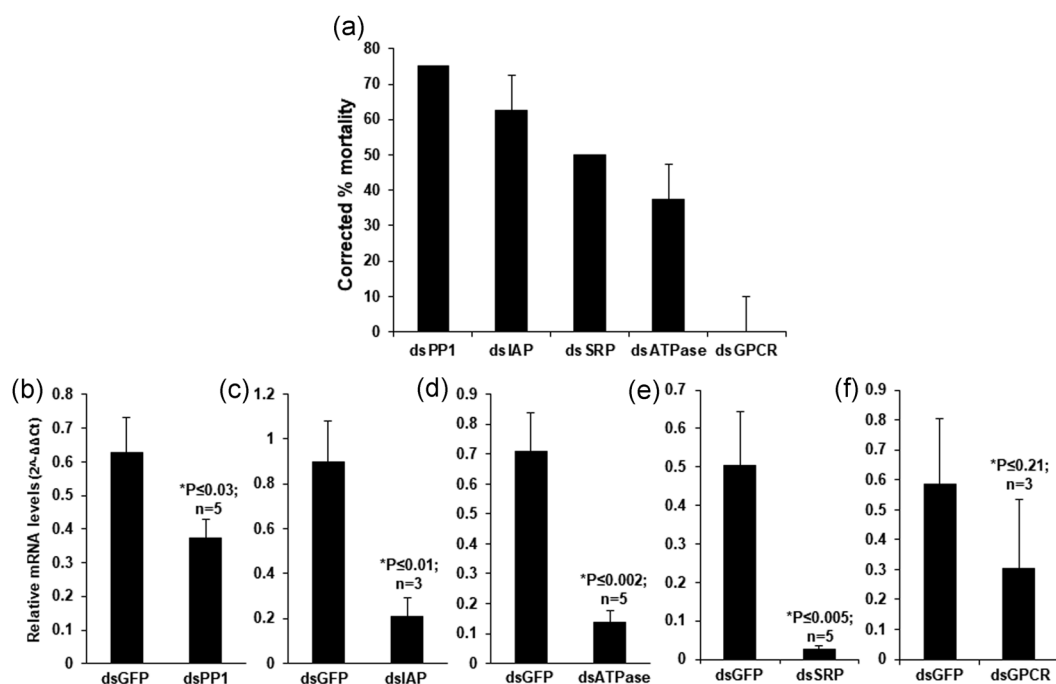 (a)
Corrected % mortality
80
70
60
50
40
30
20
10
0
dsPP1 dsIAP dsSRP dsATPase dsGPCR
(b)
Relative mRNA levels (2^-ΔΔCt)
0.8
0.7
0.6
0.5
0.4
0.3
0.2
0.1
0
*P≤0.03;
n=5
dsGFP dsPP1
(c)
1.2
1
0.8
0.6
0.4
0.2
0
*P≤0.01;
n=3
dsGFP dsIAP
(d)
0.9
0.8
0.7
0.6
0.5
0.4
0.3
0.2
0.1
0
*P≤0.002;
n=5
dsGFP dsATPase
(e)
0.7
0.6
0.5
0.4
0.3
0.2
0.1
0
*P≤0.005;
n=5
dsGFP dsSRP
(f)
0.9
0.8
0.7
0.6
0.5
0.4
0.3
0.2
0.1
0
*P≤0.21;
n=3
dsGFP dsGPCR